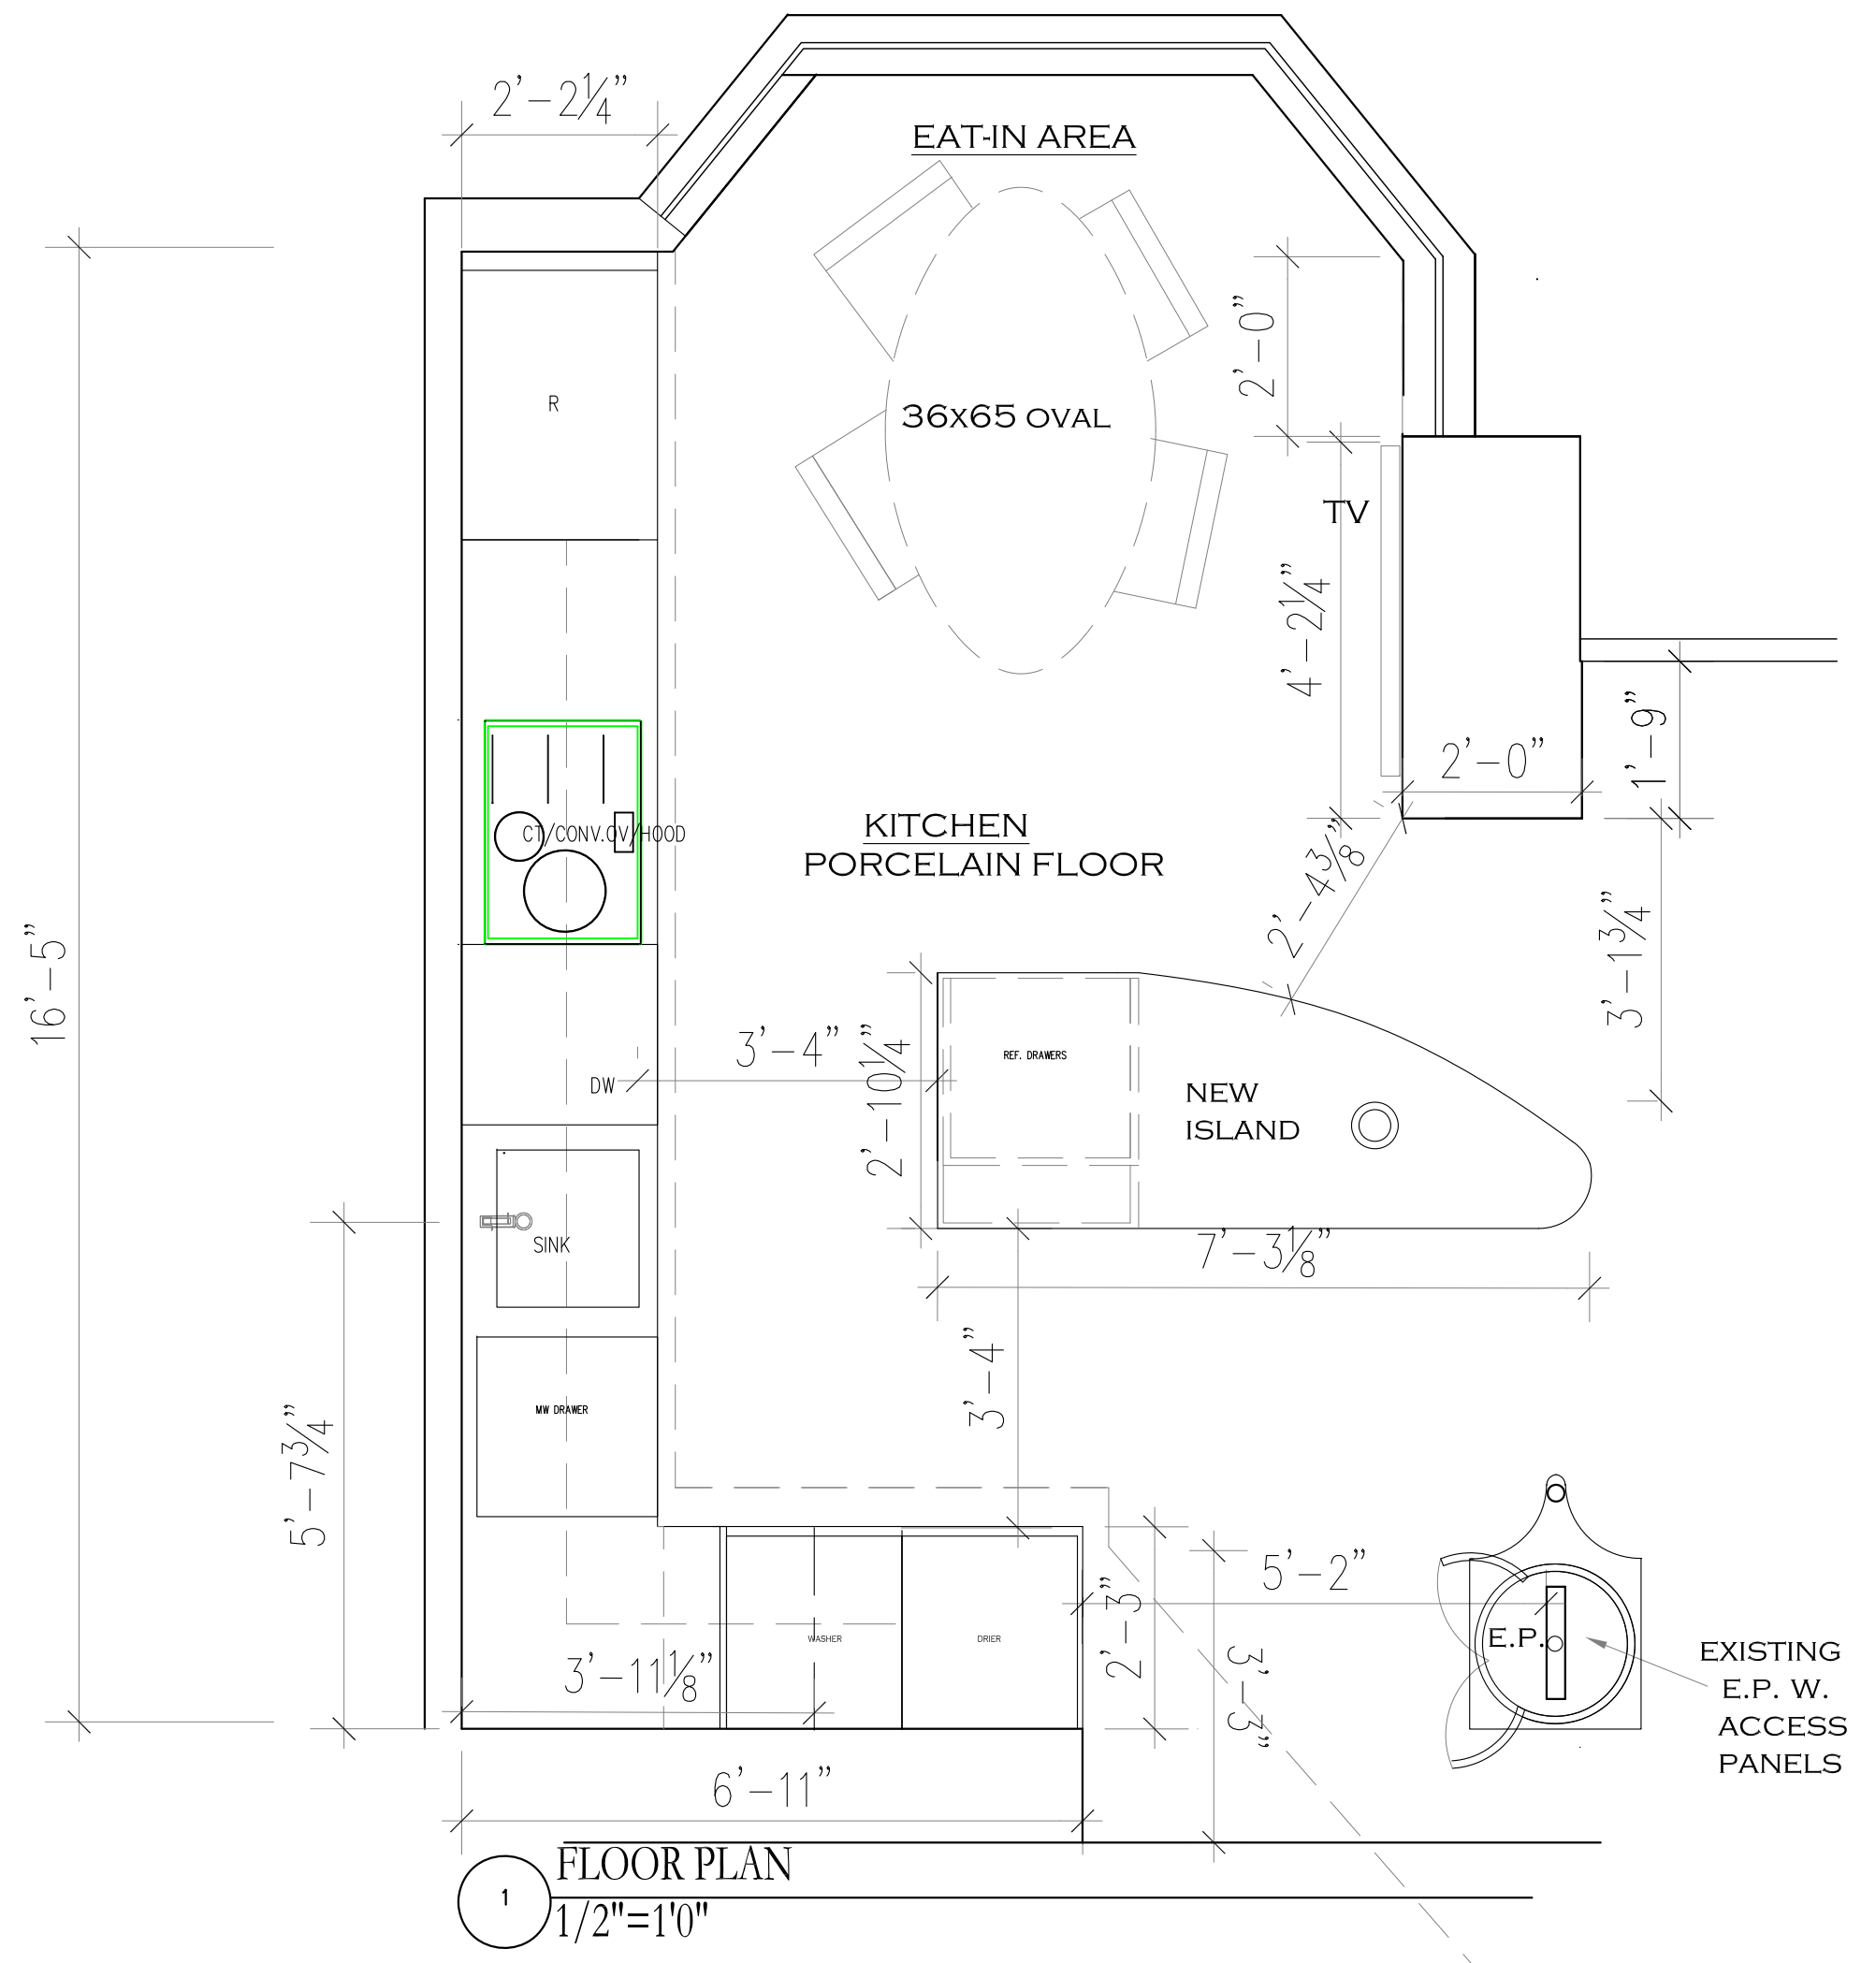 2'-2¼"
EAT-IN AREA
2'-0"
R
36x65 OVAL
TV
4'-2¼"
2'-0"
1'-9"
CT/CONV.OV/HOOD
KITCHEN
PORCELAIN FLOOR
2'-4⅜"
3'-1¾"
16'-5"
3'-4"
DW
2'-10¼"
REF. DRAWERS
NEW
ISLAND
SINK
7'-3⅛"
3'-4"
MW DRAWER
5'-7¾"
5'-2"
2'-3"
WASHER
DRIER
3'-11⅛"
3'-3"
E.P.
EXISTING
E.P. W.
ACCESS
PANELS
6'-11"
1
FLOOR PLAN
1/2"=1'0"